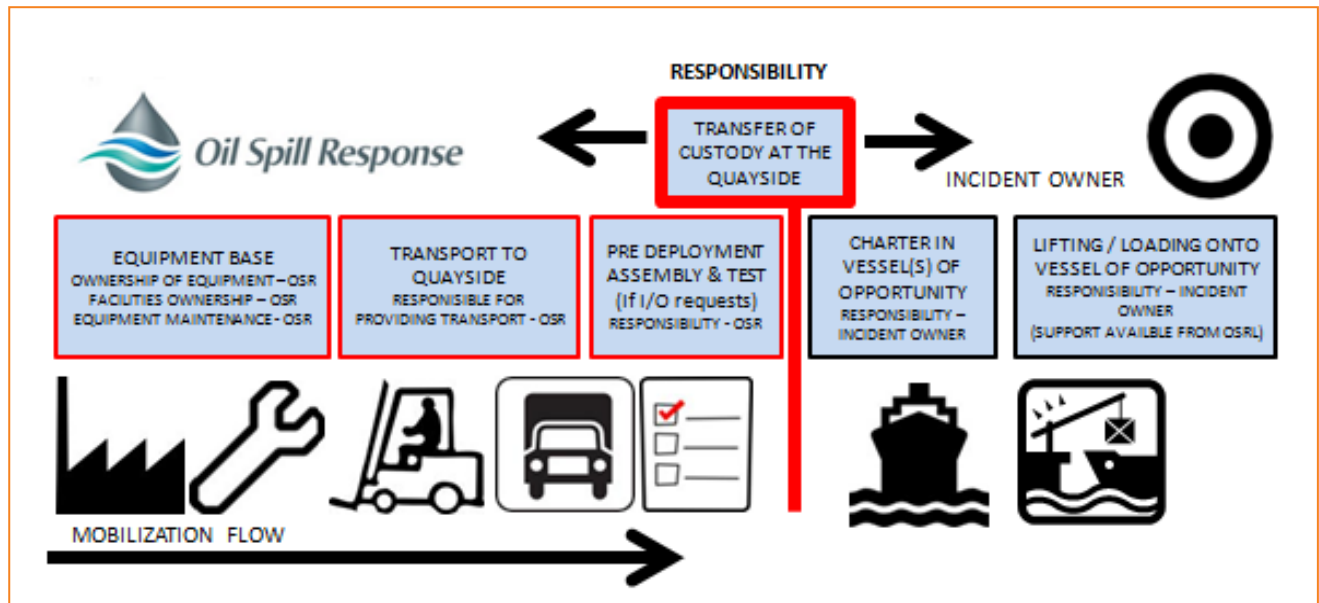 RESPONSIBILITY
Oil Spill Response
TRANSFER OF
CUSTODY AT THE
QUAYSIDE
INCIDENT OWNER
EQUIPMENT BASE
OWNERSHIP OF EQUIPMENT – OSR
FACILITIES OWNERSHIP – OSR
EQUIPMENT MAINTENANCE - OSR
TRANSPORT TO
QUAYSIDE
RESPONISIBLE FOR
PROVIDING TRANSPORT - OSR
PRE DEPLOYMENT
ASSEMBLY & TEST
(If I/O requests)
RESPONSIBILITY - OSR
CHARTER IN
VESSEL(S) OF
OPPORTUNITY
RESPONSIBILITY –
INCIDENT OWNER
LIFTING / LOADING ONTO
VESSEL OF OPPORTUNITY
RESPONISIBILITY – INCIDENT
OWNER
(SUPPORT AVAILBLE FROM OSRL)
MOBILIZATION FLOW